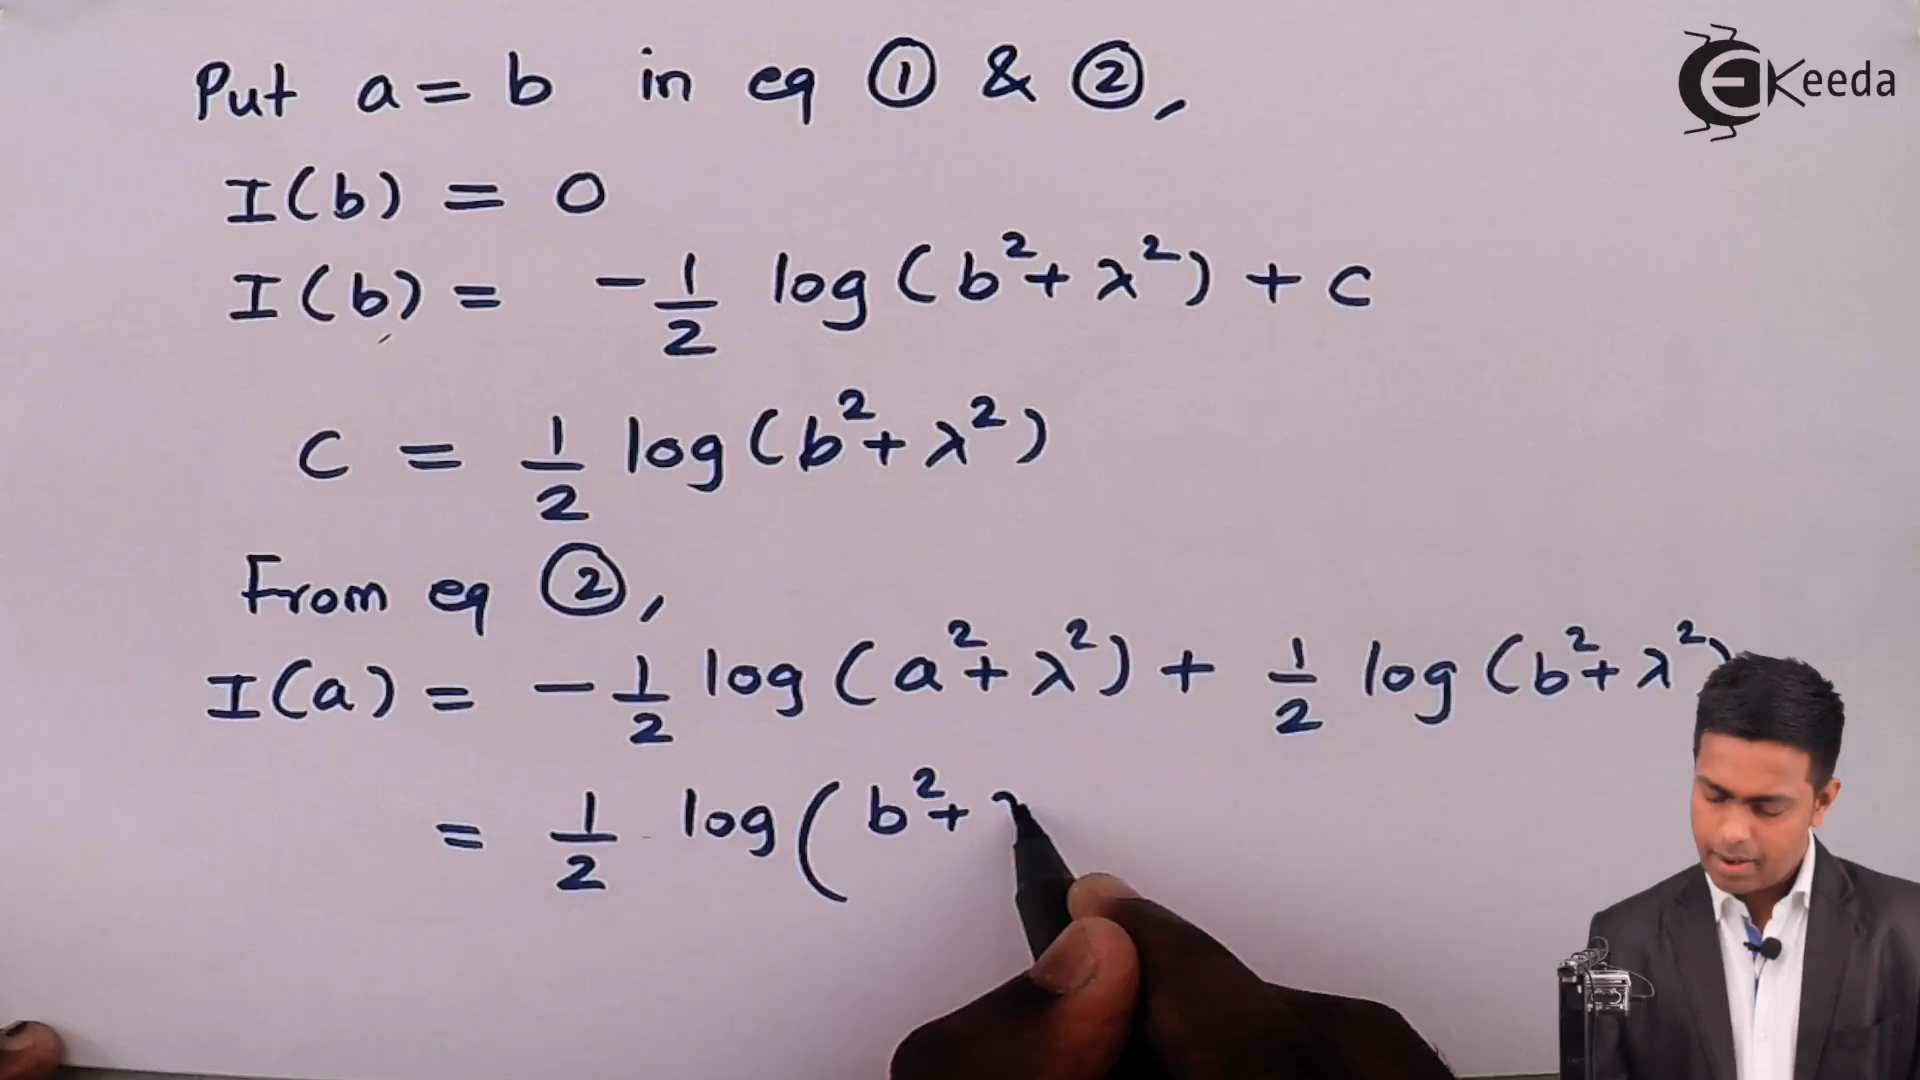 Put a = b in eq ① & ②,
EKeeda
I(b) = 0
I(b) = -1/2 log(b²+λ²) + c
c = 1/2 log(b²+λ²)
From eq ②,
I(a) = -1/2 log(a²+λ²) + 1/2 log(b²+λ²)
= 1/2 log( b²+